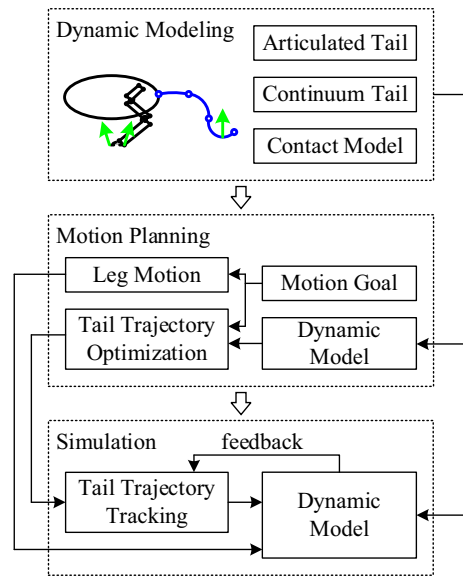 Dynamic Modeling
Articulated Tail
Continuum Tail
Contact Model
Motion Planning
Leg Motion
Motion Goal
Tail Trajectory
Optimization
Dynamic
Model
Simulation
feedback
Tail Trajectory
Tracking
Dynamic
Model